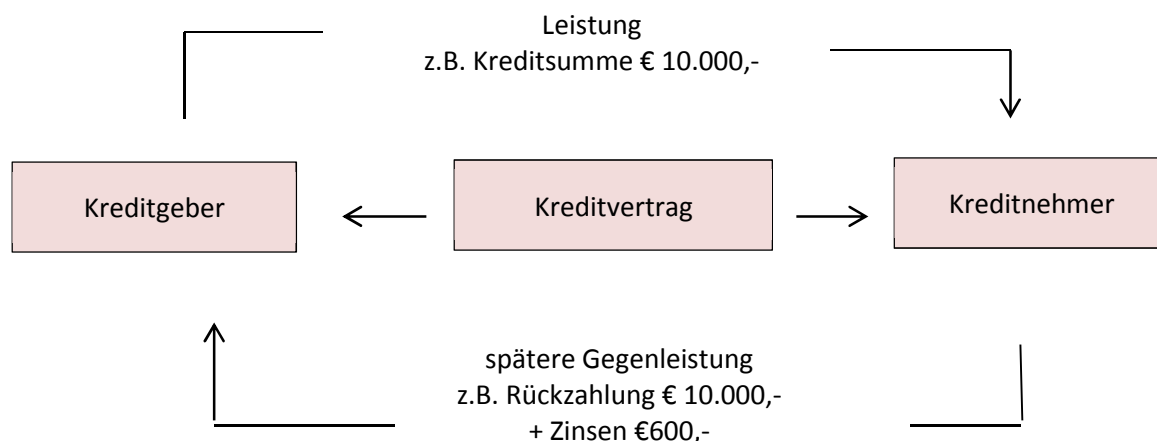 Leistung
z.B. Kreditsumme € 10.000,-
Kreditgeber
Kreditvertrag
Kreditnehmer
spätere Gegenleistung
z.B. Rückzahlung € 10.000,-
+ Zinsen €600,-